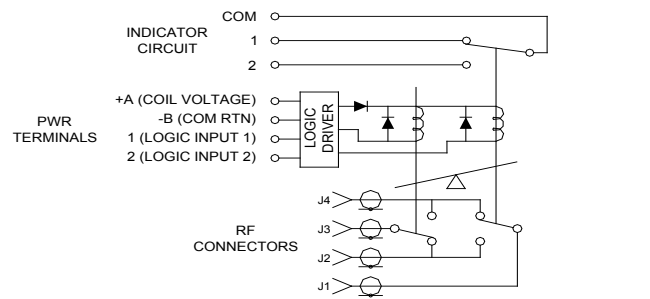 COM
INDICATOR
CIRCUIT
1
2
PWR
TERMINALS
+A (COIL VOLTAGE)
-B (COM RTN)
1 (LOGIC INPUT 1)
2 (LOGIC INPUT 2)
LOGIC
DRIVER
RF
CONNECTORS
J4
J3
J2
J1